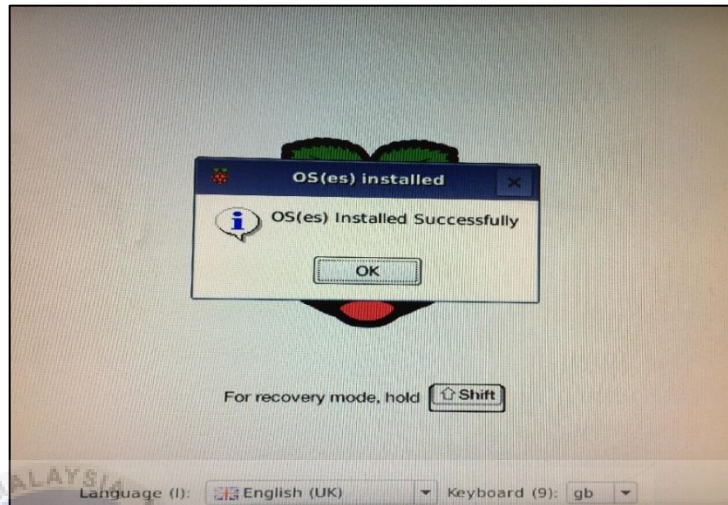 OS(es) installed
OS(es) Installed Successfully
OK
For recovery mode, hold Shift
ALAYSIA
Language (l): English (UK) Keyboard (9): gb